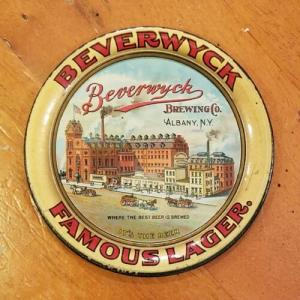 BEVERWYCK
Beverwyck
BREWING CO.
ALBANY, N.Y.
WHERE THE BEST BEER IS BREWED
IT'S THE BEER
FAMOUS LAGER.